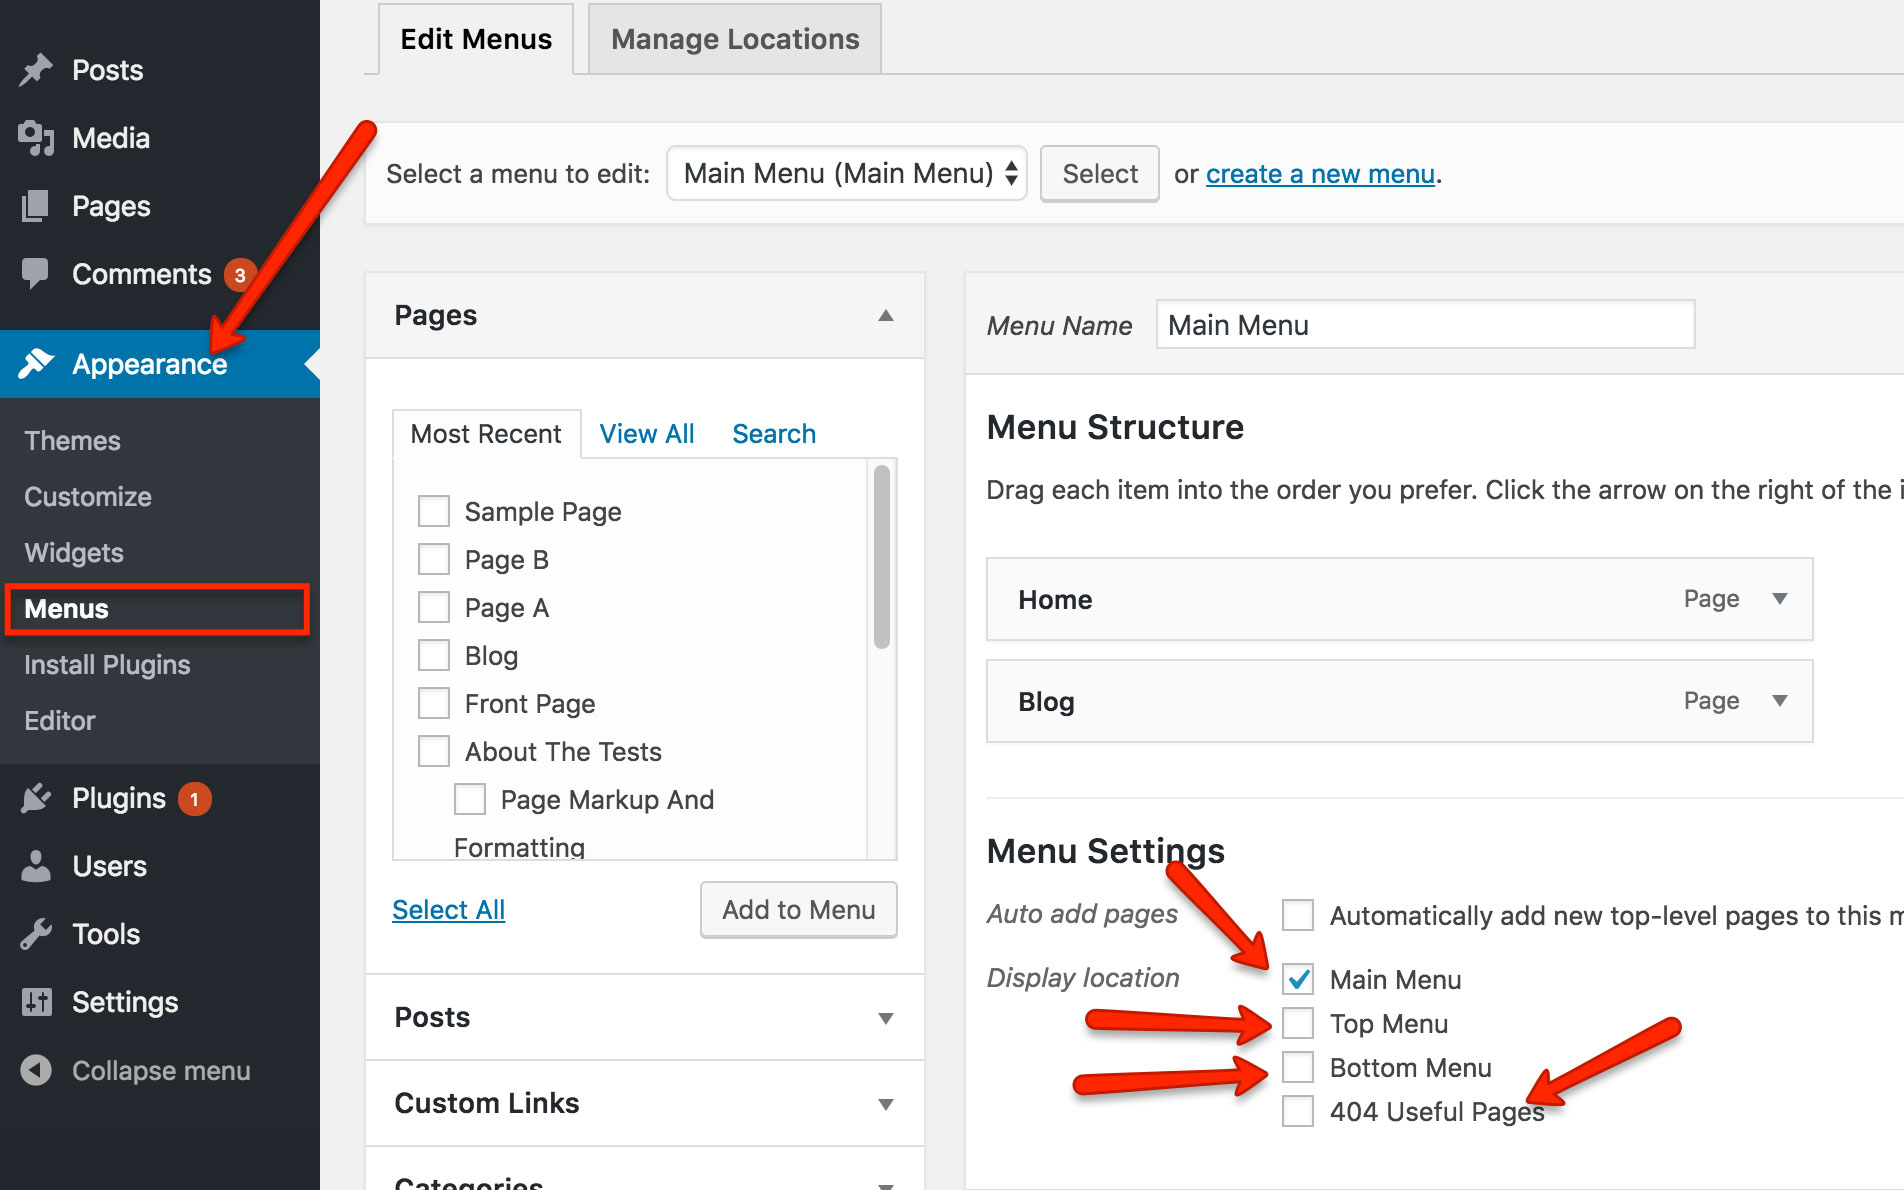 Posts
Media
Pages
Comments 3
Appearance
Themes
Customize
Widgets
Menus
Install Plugins
Editor
Plugins 1
Users
Tools
Settings
Collapse menu
Edit Menus Manage Locations
Select a menu to edit: Main Menu (Main Menu) Select or create a new menu.
Pages
Most Recent View All Search
Sample Page
Page B
Page A
Blog
Front Page
About The Tests
Page Markup And
Formatting
Select All Add to Menu
Posts
Custom Links
Categories
Menu Name Main Menu
Menu Structure
Drag each item into the order you prefer. Click the arrow on the right of the
Home Page
Blog Page
Menu Settings
Auto add pages Automatically add new top-level pages to this
Display location Main Menu
Top Menu
Bottom Menu
404 Useful Pages